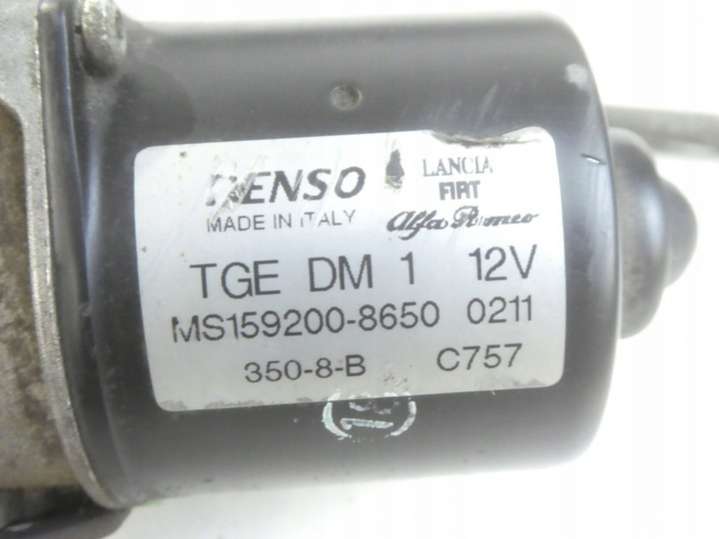 DENSO LANCIA
FIAT
MADE IN ITALY Alfa Romeo
TGE DM 1 12V
MS159200-8650 0211
350-8-B C757